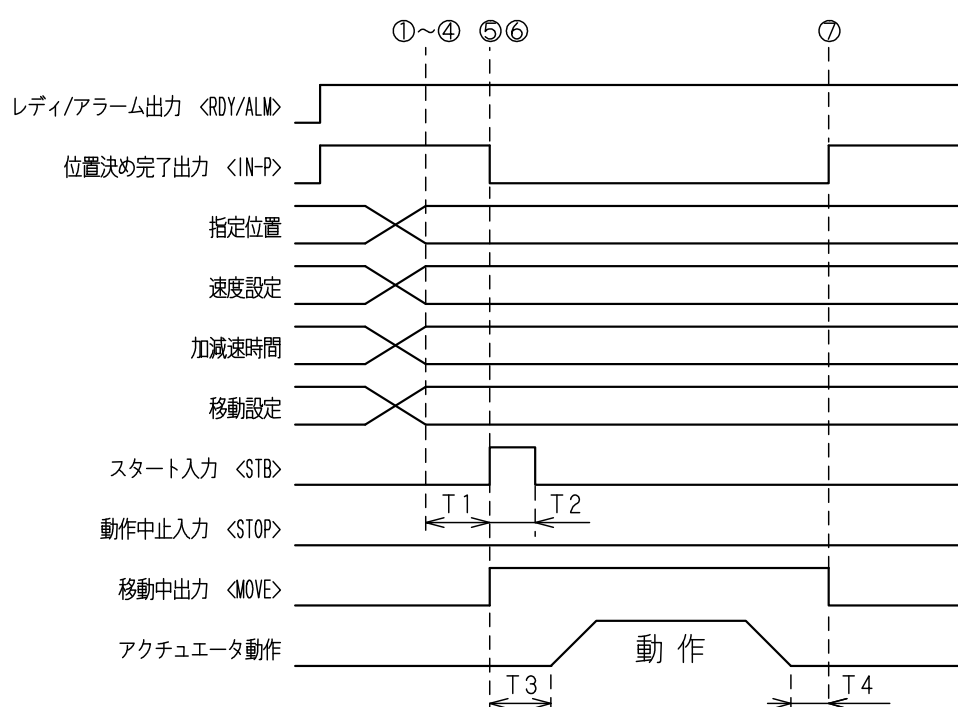 ①～④ ⑤⑥ ⑦
レディ/アラーム出力 <RDY/ALM>
位置決め完了出力 <IN-P>
指定位置
速度設定
加減速時間
移動設定
スタート入力 <STB>
T1 T2
動作中止入力 <STOP>
移動中出力 <MOVE>
アクチュエータ動作
動作
T3 T4